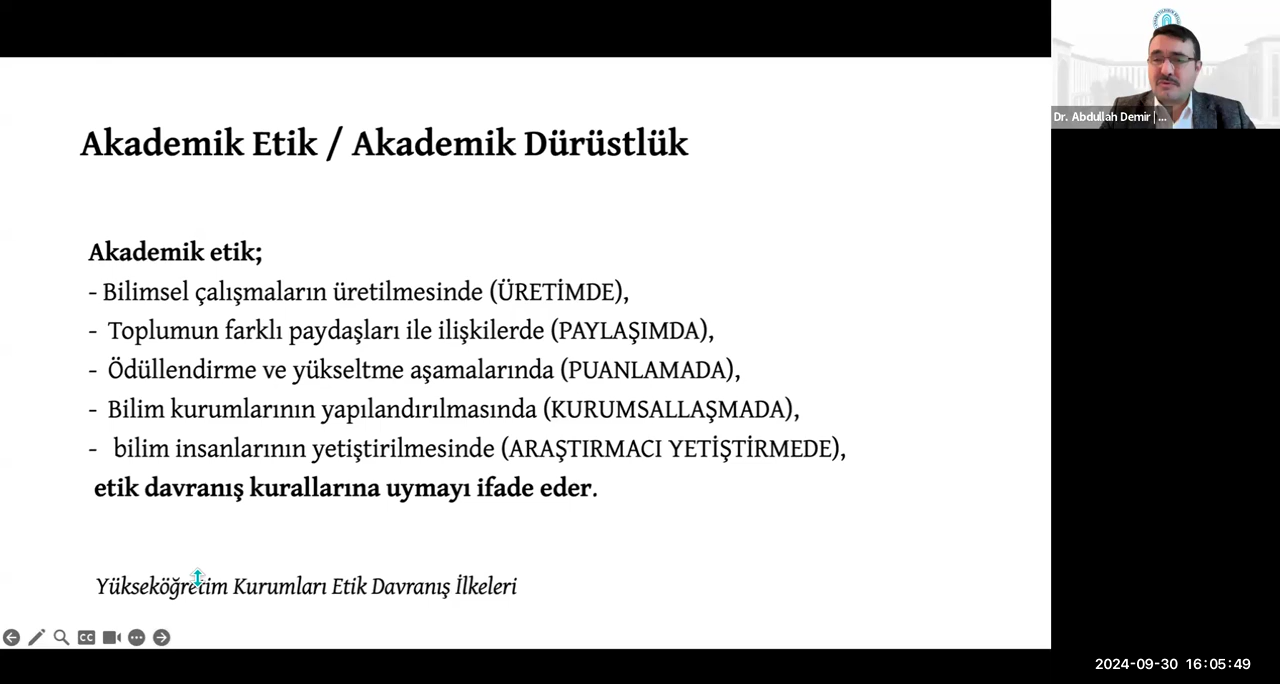 Akademik Etik / Akademik Dürüstlük
Akademik etik;
- Bilimsel çalışmaların üretilmesinde (ÜRETİMDE),
- Toplumun farklı paydaşları ile ilişkilerde (PAYLAŞIMDA),
- Ödüllendirme ve yükseltme aşamalarında (PUANLAMADA),
- Bilim kurumlarının yapılandırılmasında (KURUMSALLAŞMADA),
- bilim insanlarının yetiştirilmesinde (ARAŞTIRMACI YETİŞTİRMEDE),
etik davranış kurallarına uymayı ifade eder.
Yükseköğretim Kurumları Etik Davranış İlkeleri
CC
Dr. Abdullah Demir | ...
2024-09-30 16:05:49